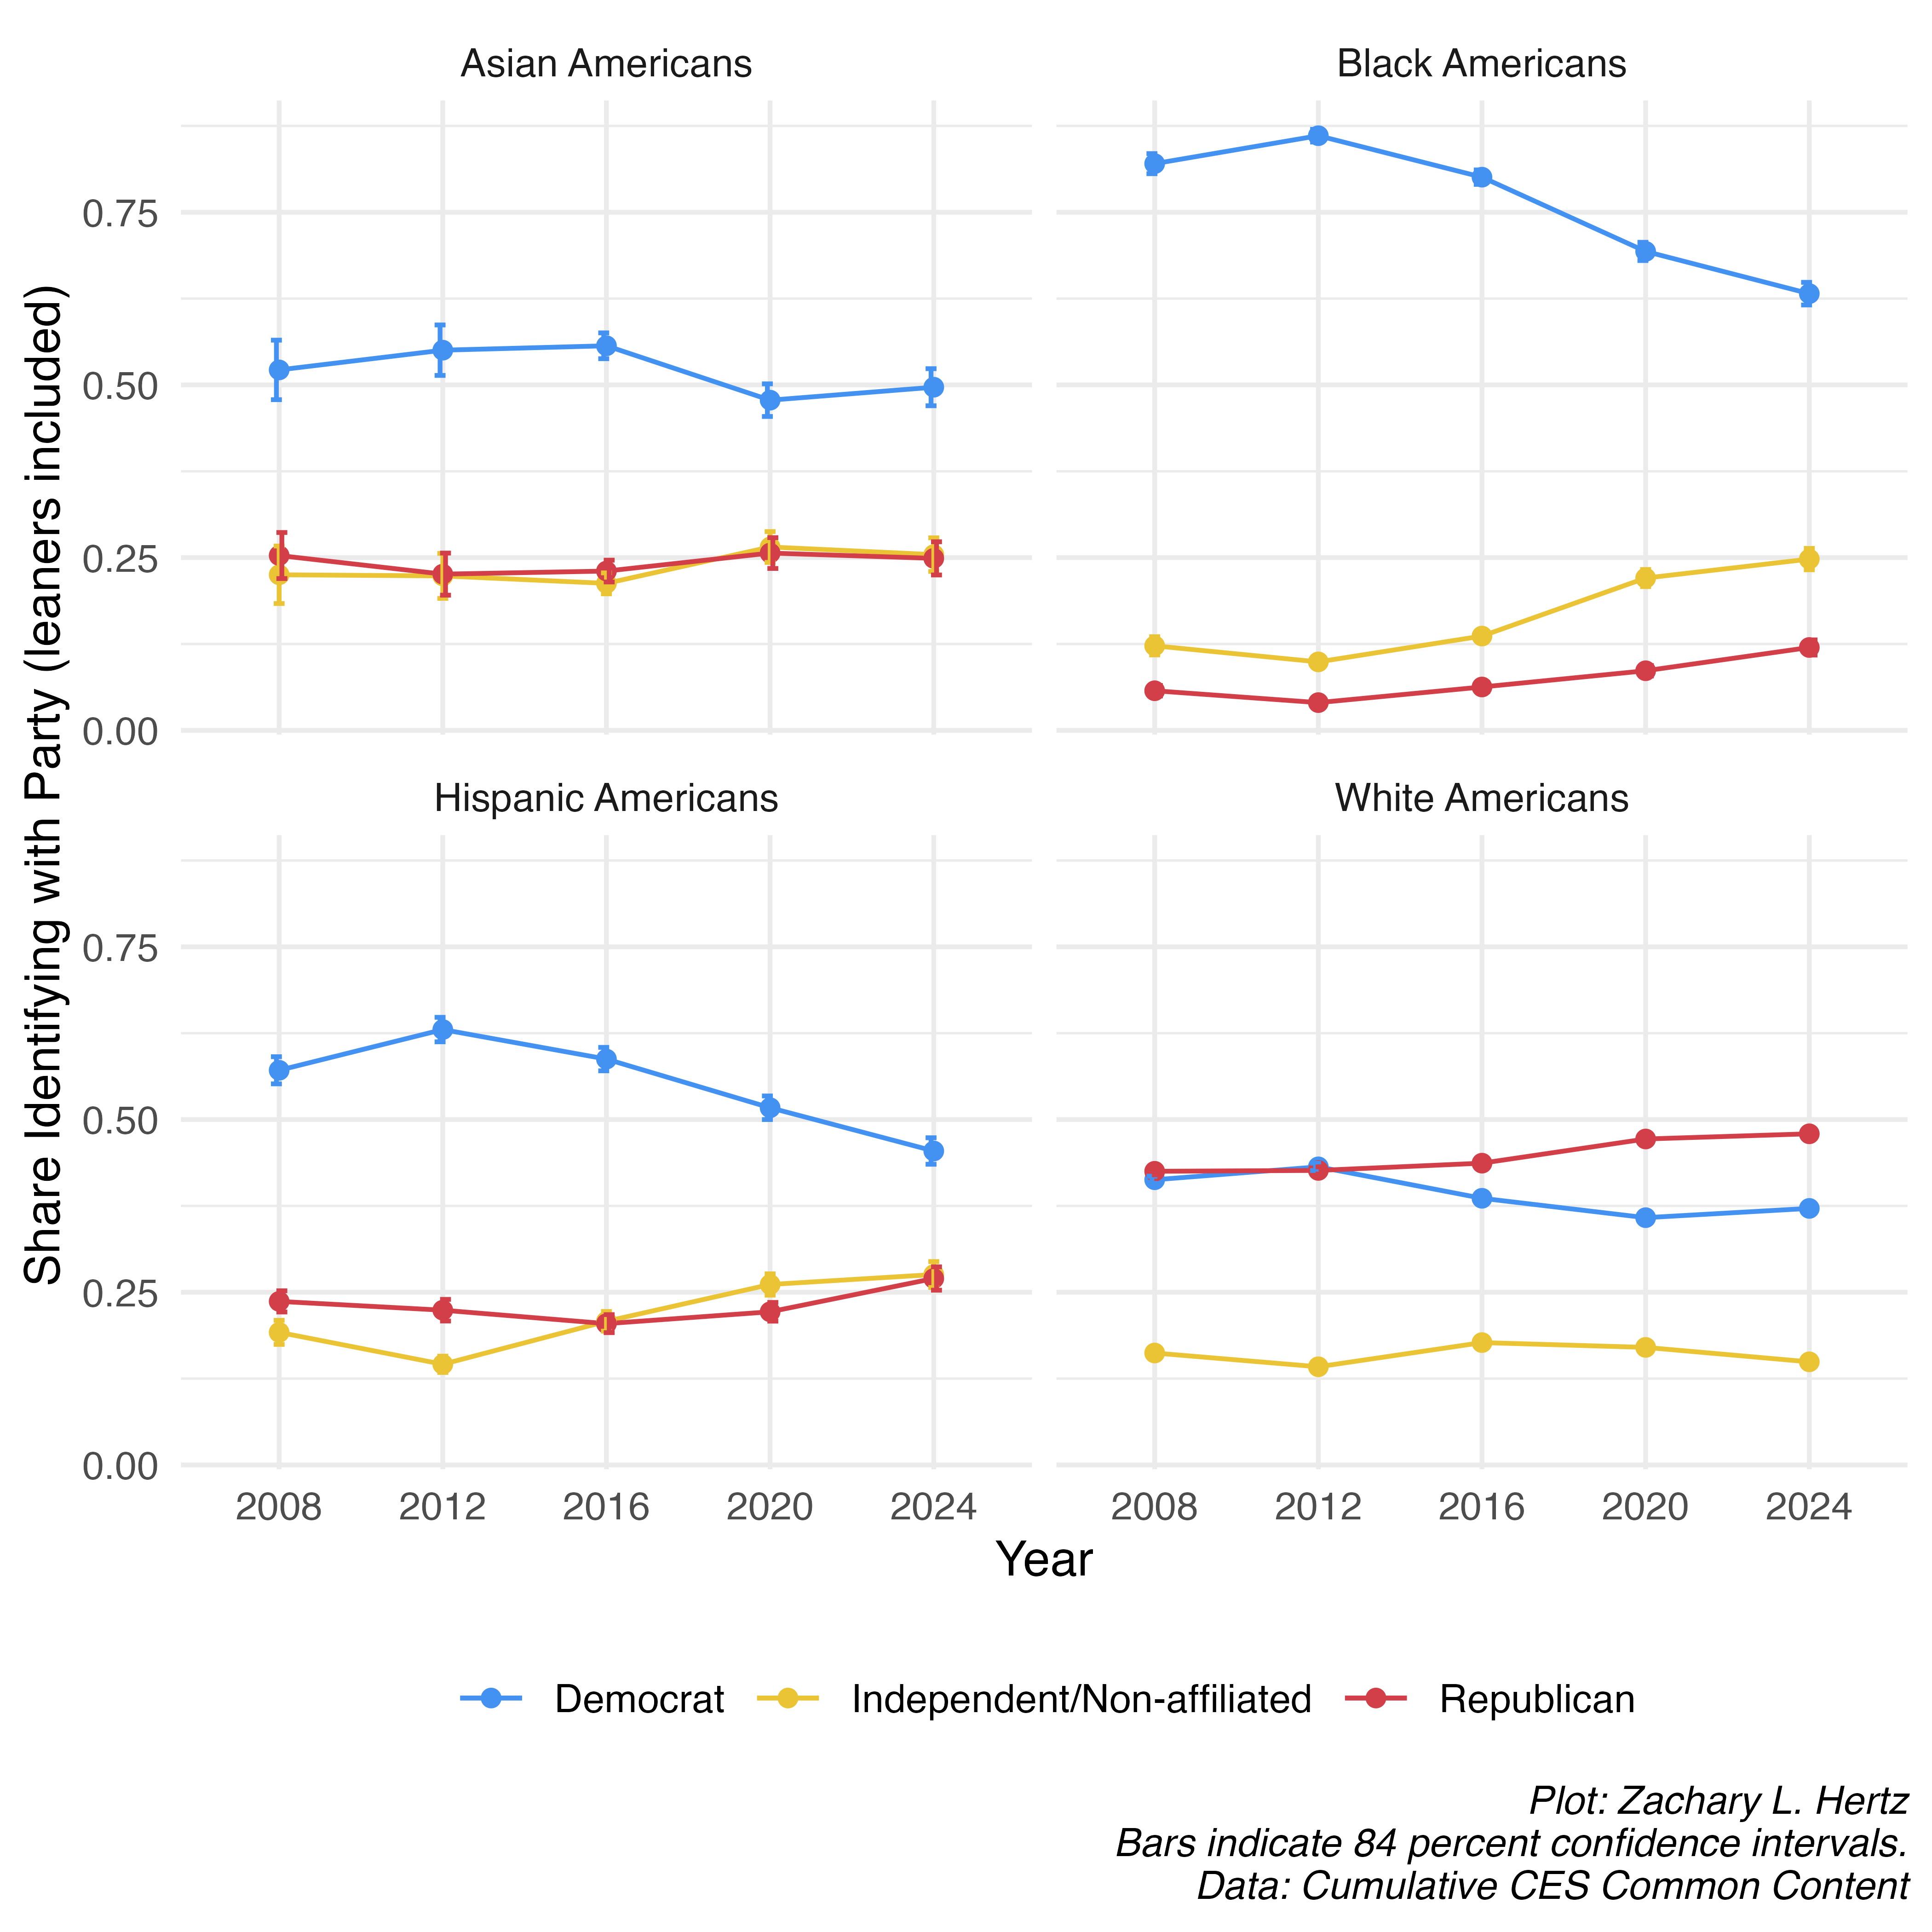 Asian Americans
Black Americans
0.75
0.50
0.25
0.00
Hispanic Americans
White Americans
0.75
0.50
0.25
0.00
Share Identifying with Party (leaners included)
2008 2012 2016 2020 2024
2008 2012 2016 2020 2024
Year
Democrat Independent/Non-affiliated Republican
Plot: Zachary L. Hertz
Bars indicate 84 percent confidence intervals.
Data: Cumulative CES Common Content